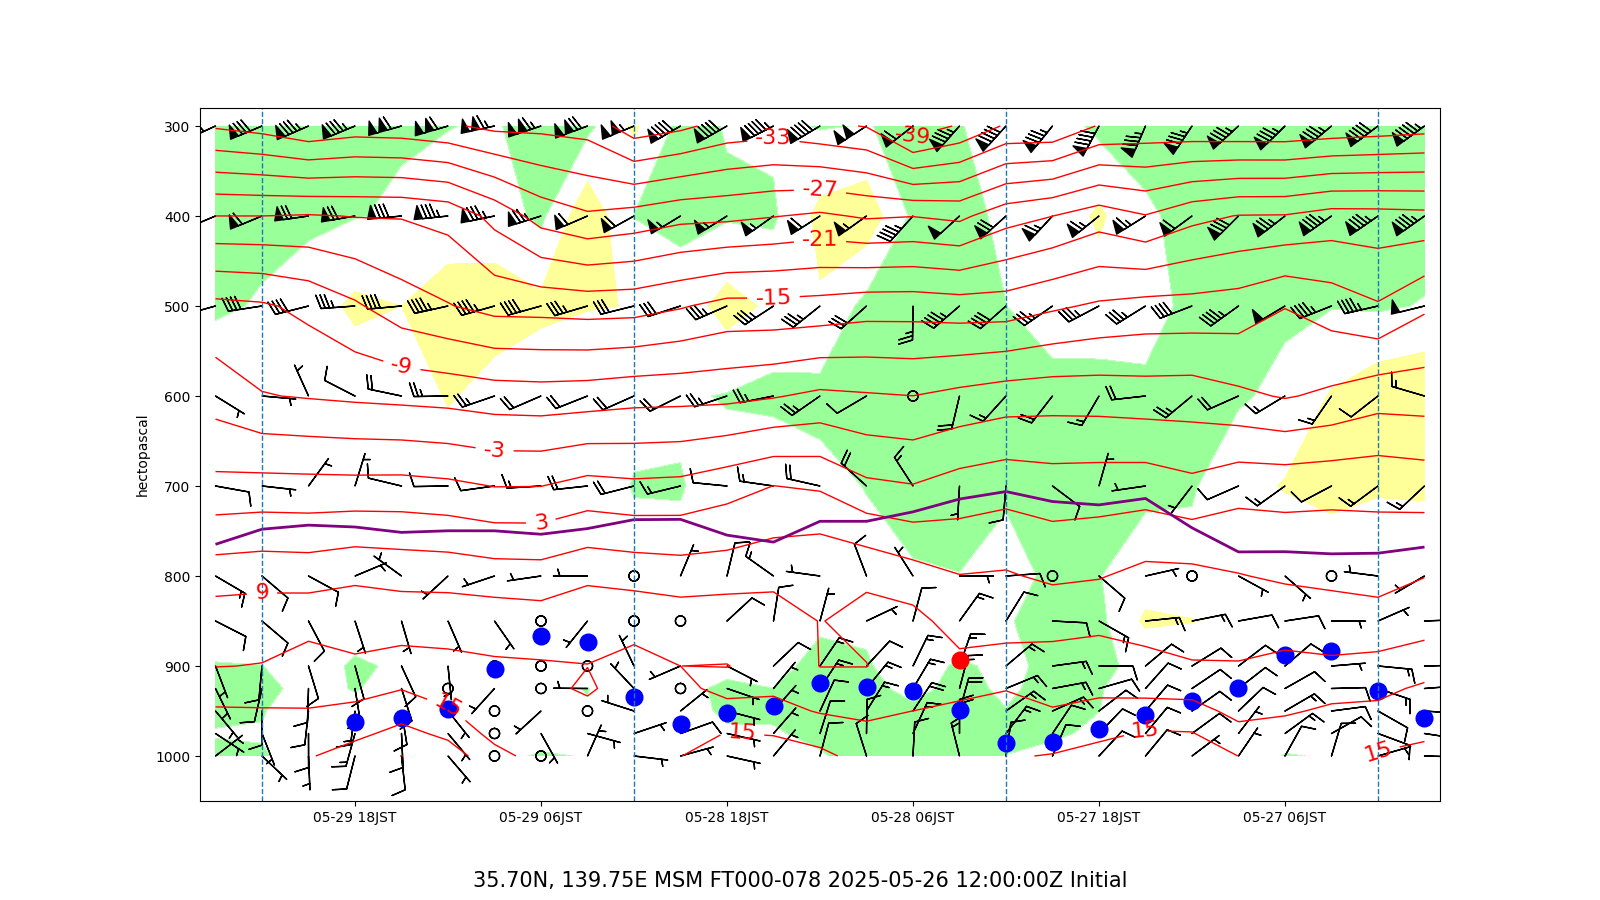 300
400
500
600
700
800
900
1000
hectopascal
-33
-39
-27
-21
-15
-9
-3
3
9
15
15
15
15
05-29 18JST
05-29 06JST
05-28 18JST
05-28 06JST
05-27 18JST
05-27 06JST
35.70N, 139.75E MSM FT000-078 2025-05-26 12:00:00Z Initial